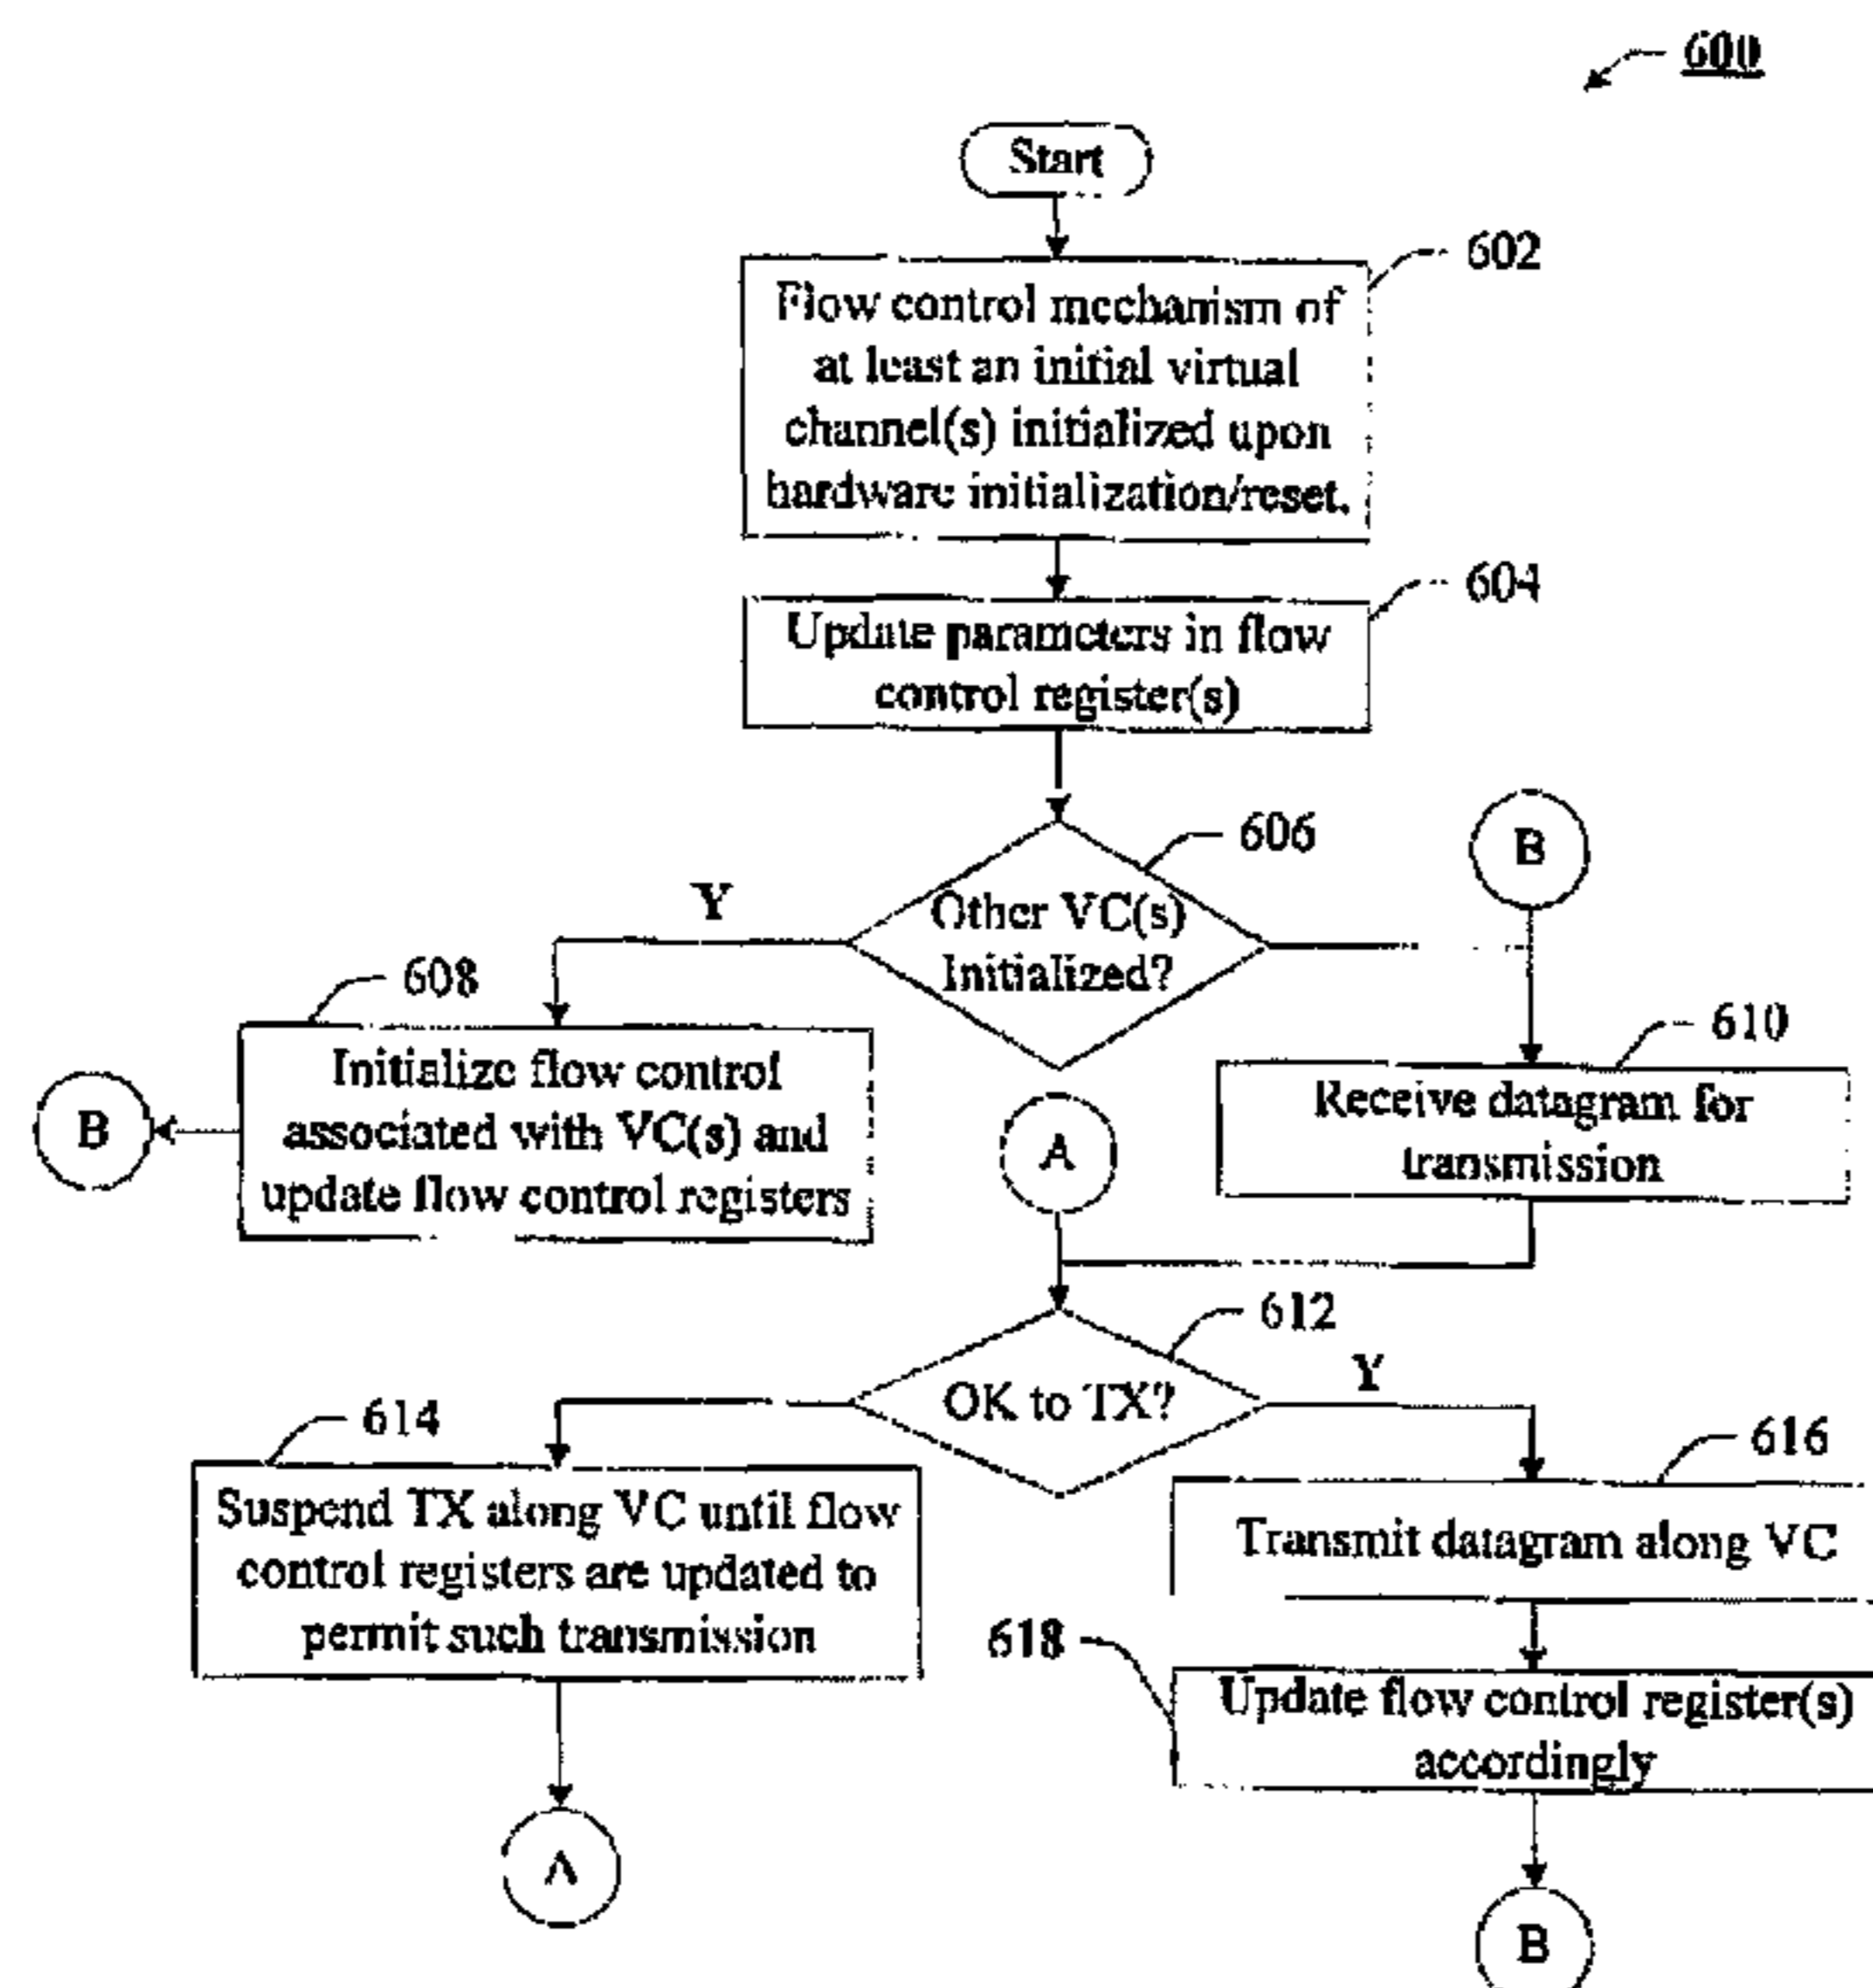 600
Start
602
Flow control mechanism of
at least an initial virtual
channel(s) initialized upon
hardware initialization/reset.
604
Update parameters in flow
control register(s)
606
B
Y
Other VC(s)
Initialized?
608
610
Initialize flow control
associated with VC(s) and
update flow control registers
B
A
Receive datagram for
transmission
612
OK to TX?
Y
614
616
Suspend TX along VC until flow
control registers are updated to
permit such transmission
Transmit datagram along VC
618
Update flow control register(s)
accordingly
A
B